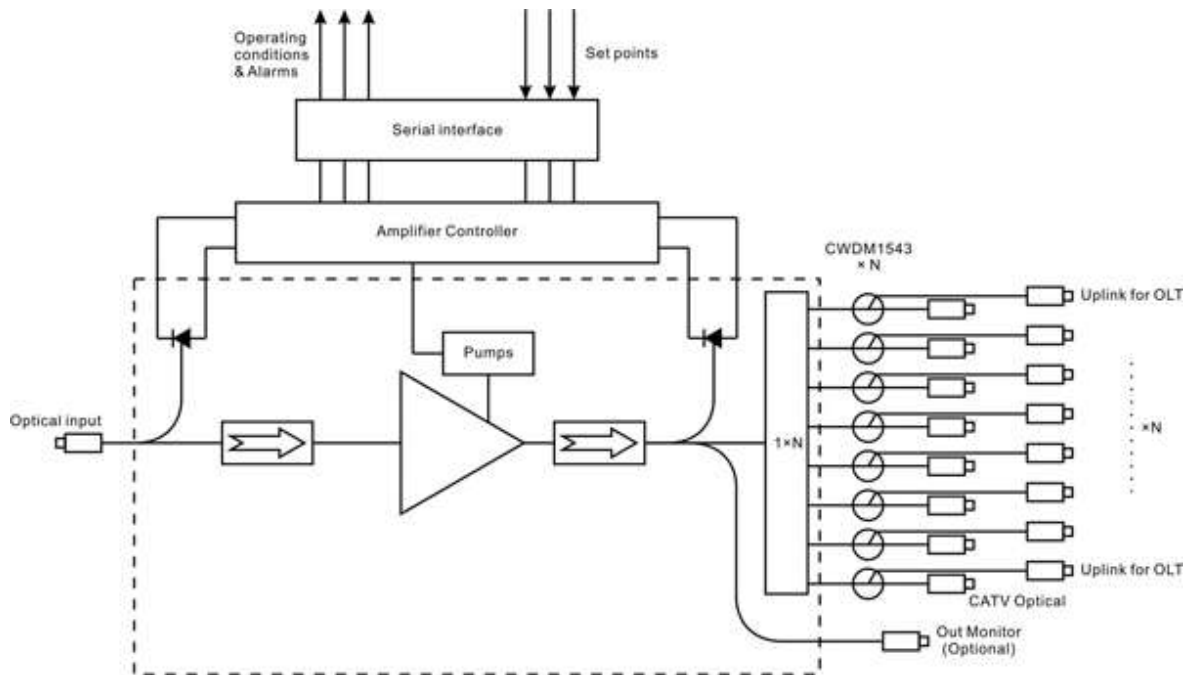 Operating
conditions
& Alarms
Set points
Serial interface
Amplifier Controller
CWDM1543
× N
Uplink for OLT
Pumps
Optical input
×N
1×N
Uplink for OLT
CATV Optical
Out Monitor
(Optional)